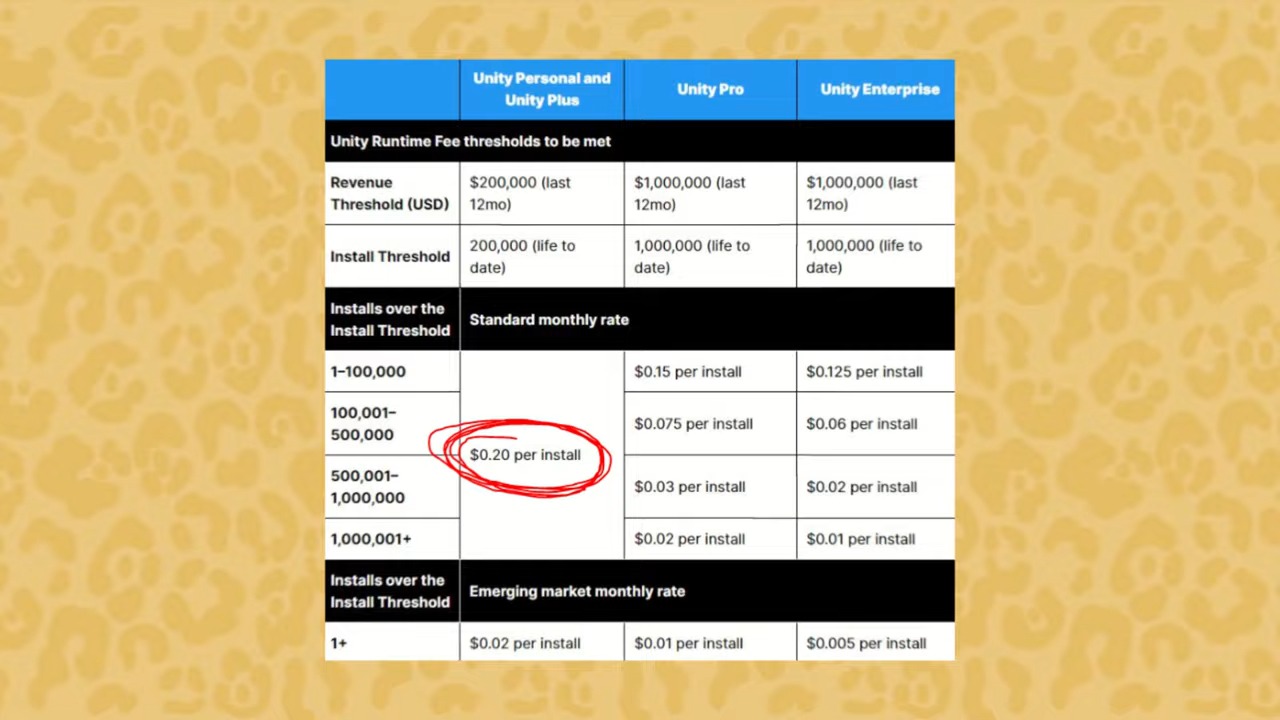 Unity Personal and
Unity Plus
Unity Pro
Unity Enterprise
Unity Runtime Fee thresholds to be met
Revenue
Threshold (USD)
$200,000 (last
12mo)
$1,000,000 (last
12mo)
$1,000,000 (last
12mo)
Install Threshold
200,000 (life to
date)
1,000,000 (life to
date)
1,000,000 (life to
date)
Installs over the
Install Threshold
Standard monthly rate
1–100,000
$0.15 per install
$0.125 per install
100,001–
500,000
$0.20 per install
$0.075 per install
$0.06 per install
500,001–
1,000,000
$0.03 per install
$0.02 per install
1,000,001+
$0.02 per install
$0.01 per install
Installs over the
Install Threshold
Emerging market monthly rate
1+
$0.02 per install
$0.01 per install
$0.005 per install